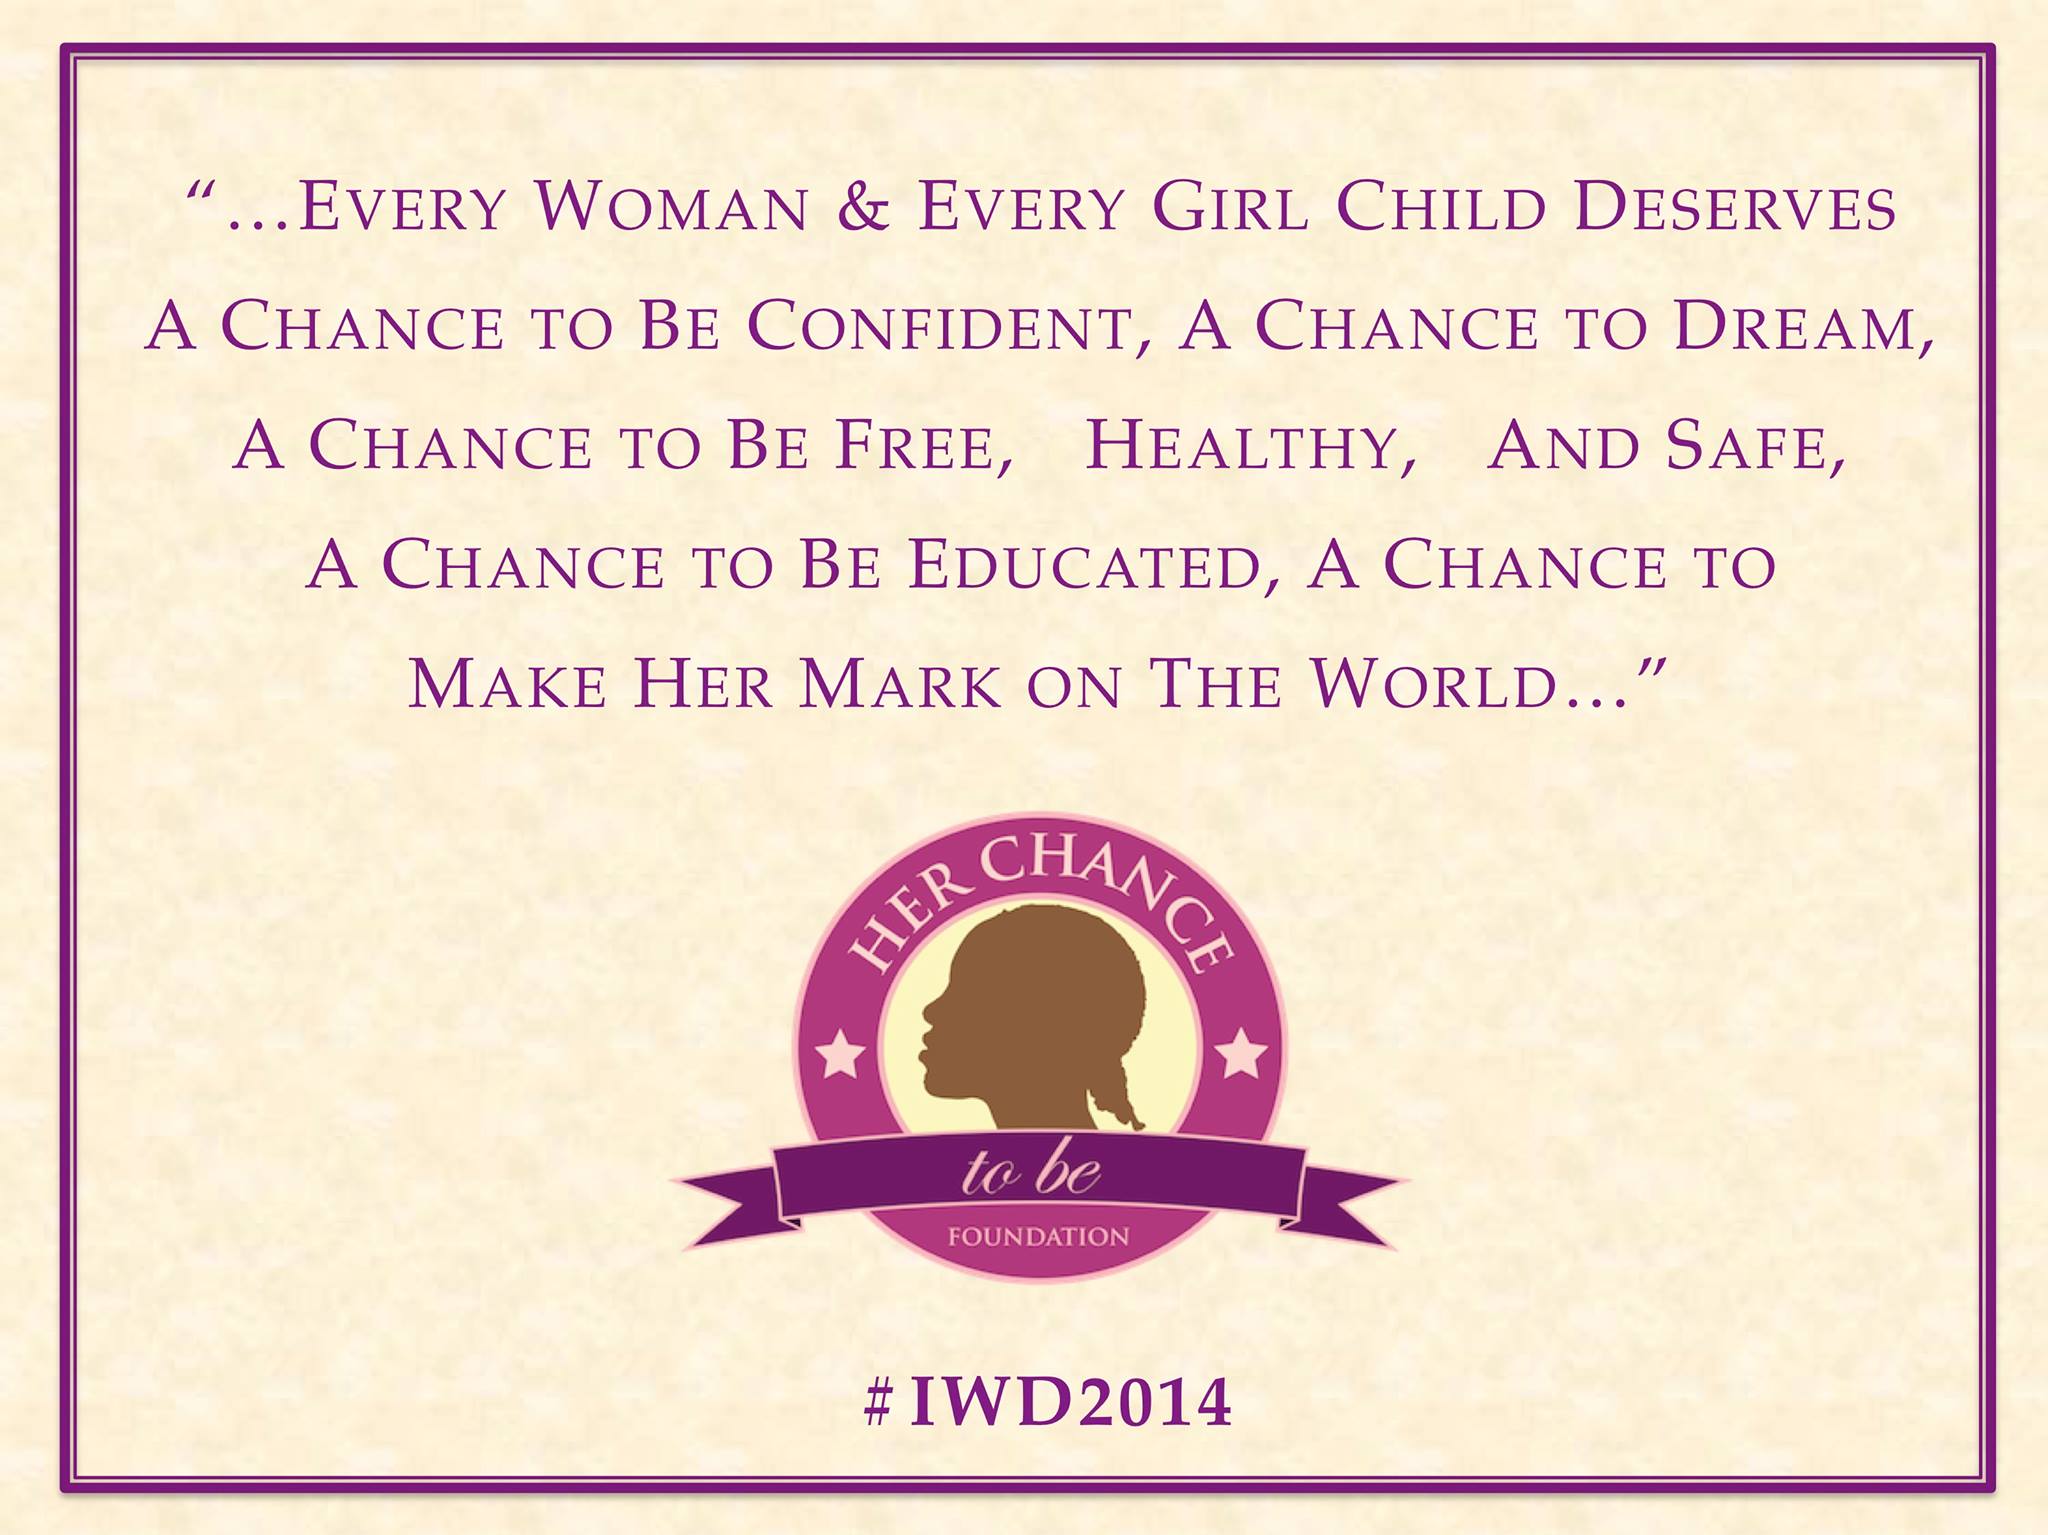 “…Every Woman & Every Girl Child Deserves
A Chance to Be Confident, A Chance to Dream,
A Chance to Be Free, Healthy, And Safe,
A Chance to Be Educated, A Chance to
Make Her Mark on The World…”
HER CHANCE
to be
FOUNDATION
# IWD2014